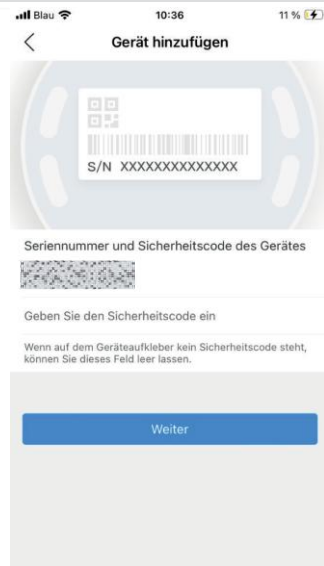 Blau 10:36 11 %
Gerät hinzufügen
S/N XXXXXXXXXXXXXX
Seriennummer und Sicherheitscode des Gerätes
Geben Sie den Sicherheitscode ein
Wenn auf dem Geräteaufkleber kein Sicherheitscode steht,
können Sie dieses Feld leer lassen.
Weiter